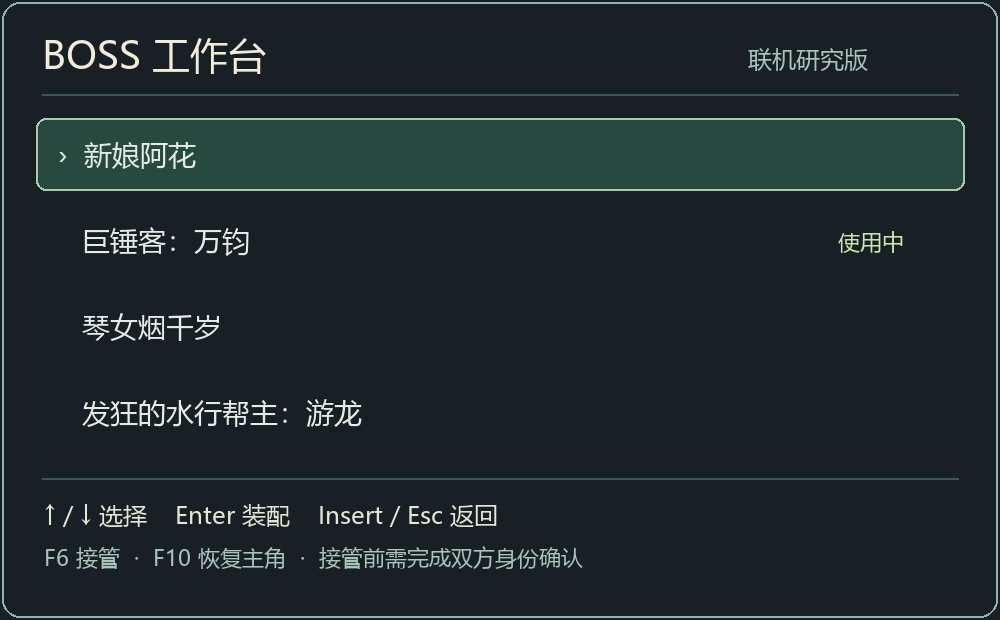 BOSS 工作台
联机研究版
› 新娘阿花
巨锤客：万钧
使用中
琴女烟千岁
发狂的水行帮主：游龙
↑/↓选择 Enter 装配 Insert / Esc 返回
F6 接管 · F10 恢复主角 · 接管前需完成双方身份确认